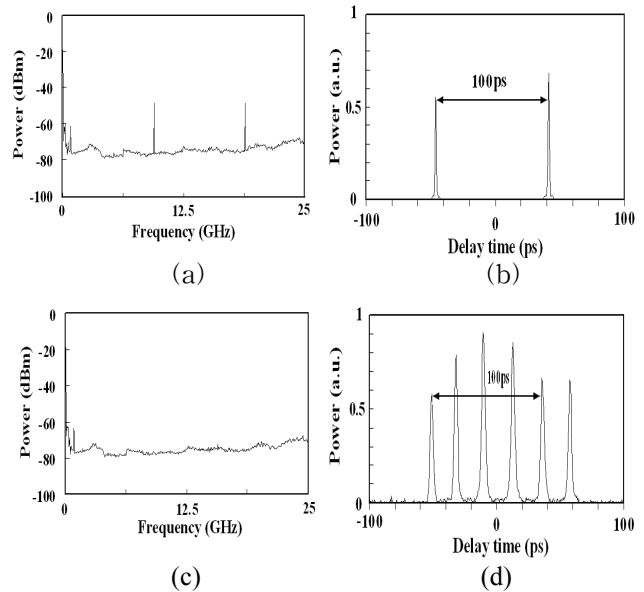 0
-20
-40
-60
-80
-100
Power (dBm)
0
12.5
25
Frequency (GHz)
(a)
1
0.5
0
Power (a.u.)
100ps
-100
0
100
Delay time (ps)
(b)
0
-20
-40
-60
-80
-100
Power (dBm)
0
12.5
25
Frequency (GHz)
(c)
1
0.5
0
Power (a.u.)
100ps
-100
0
100
Delay time (ps)
(d)